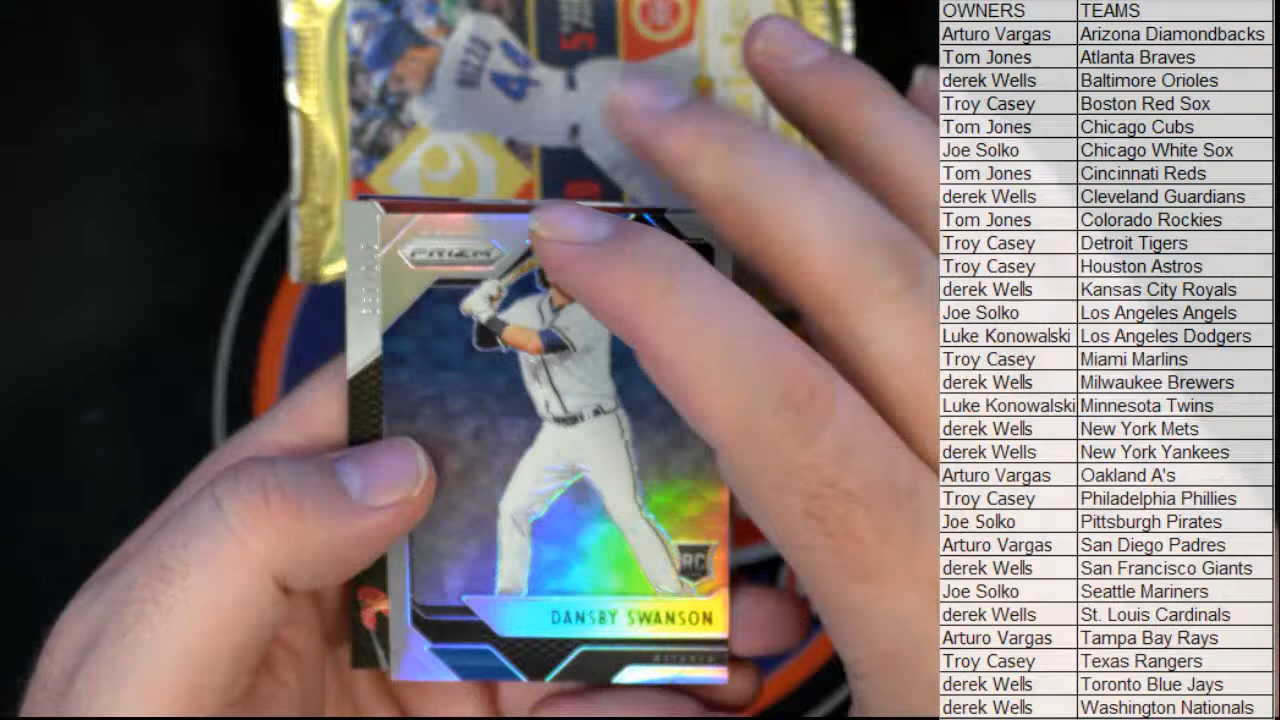 RIZZO
44
PRIZM
RC
DANSBY SWANSON
OWNERS TEAMS
Arturo Vargas Arizona Diamondbacks
Tom Jones Atlanta Braves
derek Wells Baltimore Orioles
Troy Casey Boston Red Sox
Tom Jones Chicago Cubs
Joe Solko Chicago White Sox
Tom Jones Cincinnati Reds
derek Wells Cleveland Guardians
Tom Jones Colorado Rockies
Troy Casey Detroit Tigers
Troy Casey Houston Astros
derek Wells Kansas City Royals
Joe Solko Los Angeles Angels
Luke Konowalski Los Angeles Dodgers
Troy Casey Miami Marlins
derek Wells Milwaukee Brewers
Luke Konowalski Minnesota Twins
derek Wells New York Mets
derek Wells New York Yankees
Arturo Vargas Oakland A's
Troy Casey Philadelphia Phillies
Joe Solko Pittsburgh Pirates
Arturo Vargas San Diego Padres
derek Wells San Francisco Giants
Joe Solko Seattle Mariners
derek Wells St. Louis Cardinals
Arturo Vargas Tampa Bay Rays
Troy Casey Texas Rangers
derek Wells Toronto Blue Jays
derek Wells Washington Nationals